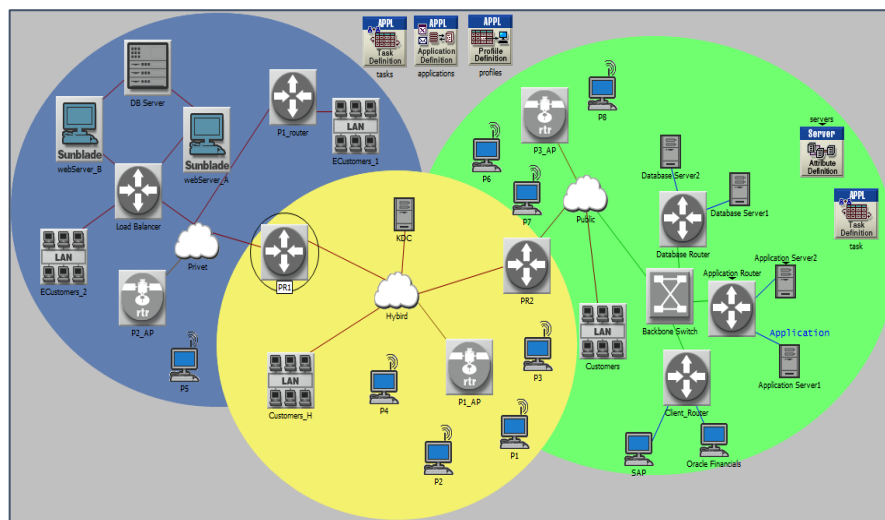 APPL
Task
Definition
tasks
APPL
Application
Definition
applications
APPL
Profile
Definition
profiles
DB Server
P1_router
LAN
ECustomers_1
Sunblade
webServer_B
Sunblade
webServer_A
Load Balancer
LAN
ECustomers_2
Privet
rtr
P2_AP
P5
PR1
KDC
Hybird
PR2
LAN
Customers_H
P4
rtr
P1_AP
P3
P2
P1
rtr
P3_AP
P8
P6
P7
Public
Database Server2
Database Server1
Database Router
servers
Server
Attribute
Definition
APPL
Task
Definition
task
Application Server2
Application Router
Backbone Switch
Application
Application Server1
LAN
Customers
Client_Router
SAP
Oracle Financials